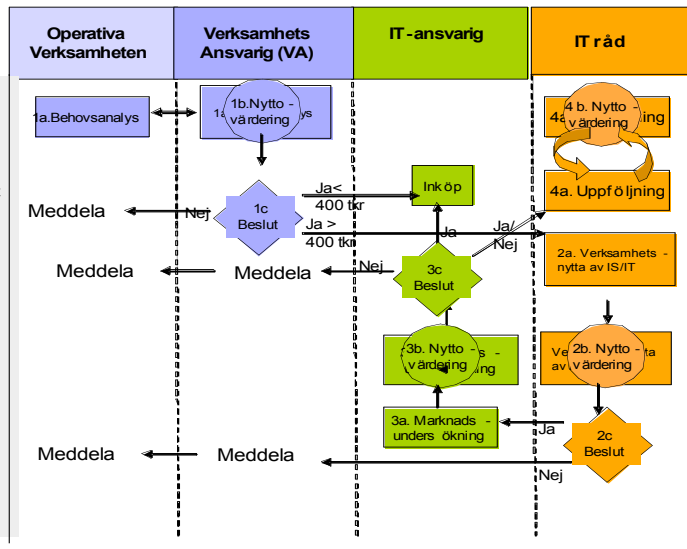 Operativa
Verksamheten
Verksamhets
Ansvarig (VA)
IT-ansvarig
IT råd
1a.Behovsanalys
1b.Nytto -
värdering
4b. Nytto -
värdering
4a. Uppföljning
Ja<
400 tkr
Inköp
Meddela
Nej
1c
Beslut
Ja >
400 tkr
Ja
Ja/
Nej
2a. Verksamhets -
nytta av IS/IT
Meddela
Meddela
Nej
3c
Beslut
3b. Nytto -
värdering
2b. Nytto -
värdering
3a. Marknads -
unders ökning
Ja
2c
Beslut
Meddela
Meddela
Nej